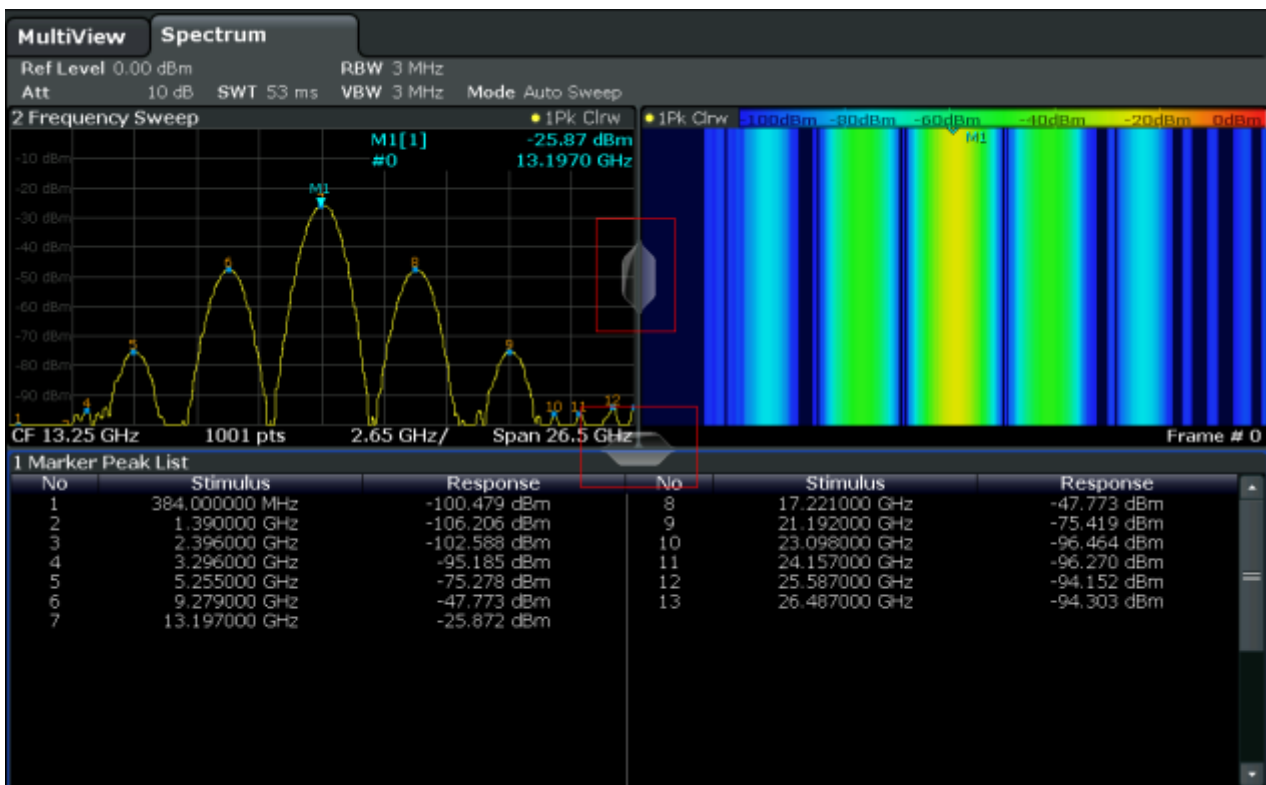 MultiView Spectrum
Ref Level 0.00 dBm RBW 3 MHz
Att 10 dB SWT 53 ms VBW 3 MHz Mode Auto Sweep
2 Frequency Sweep 1Pk Clrw
M1[1] -25.87 dBm
#0 13.1970 GHz
-10 dBm
-20 dBm
-30 dBm
-40 dBm
-50 dBm
-60 dBm
-70 dBm
-80 dBm
-90 dBm
M1
6
8
5
9
1
4
10
11
12
CF 13.25 GHz 1001 pts 2.65 GHz/ Span 26.5 GHz
1Pk Clrw -100dBm -80dBm -60dBm -40dBm -20dBm 0dBm
M1
Frame # 0
1 Marker Peak List
No Stimulus Response No Stimulus Response
1 384.000000 MHz -100.479 dBm 8 17.221000 GHz -47.773 dBm
2 1.390000 GHz -106.206 dBm 9 21.192000 GHz -75.419 dBm
3 2.396000 GHz -102.588 dBm 10 23.098000 GHz -96.464 dBm
4 3.296000 GHz -95.185 dBm 11 24.157000 GHz -96.270 dBm
5 5.255000 GHz -75.278 dBm 12 25.587000 GHz -94.152 dBm
6 9.279000 GHz -47.773 dBm 13 26.487000 GHz -94.303 dBm
7 13.197000 GHz -25.872 dBm